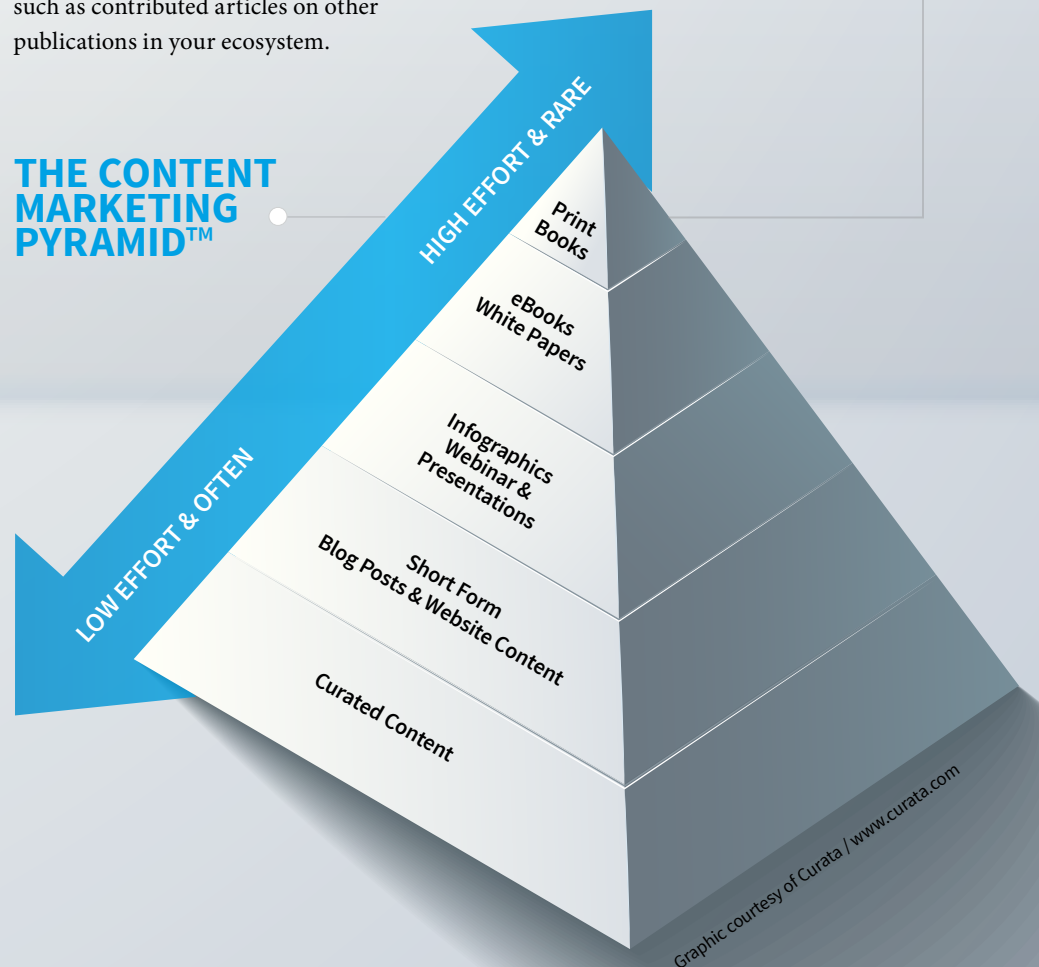 such as contributed articles on other
publications in your ecosystem.
THE CONTENT
MARKETING
PYRAMID™
HIGH EFFORT & RARE
LOW EFFORT & OFTEN
Print
Books
eBooks
White Papers
Infographics
Webinar &
Presentations
Short Form
Blog Posts & Website Content
Curated Content
Graphic courtesy of Curata / www.curata.com